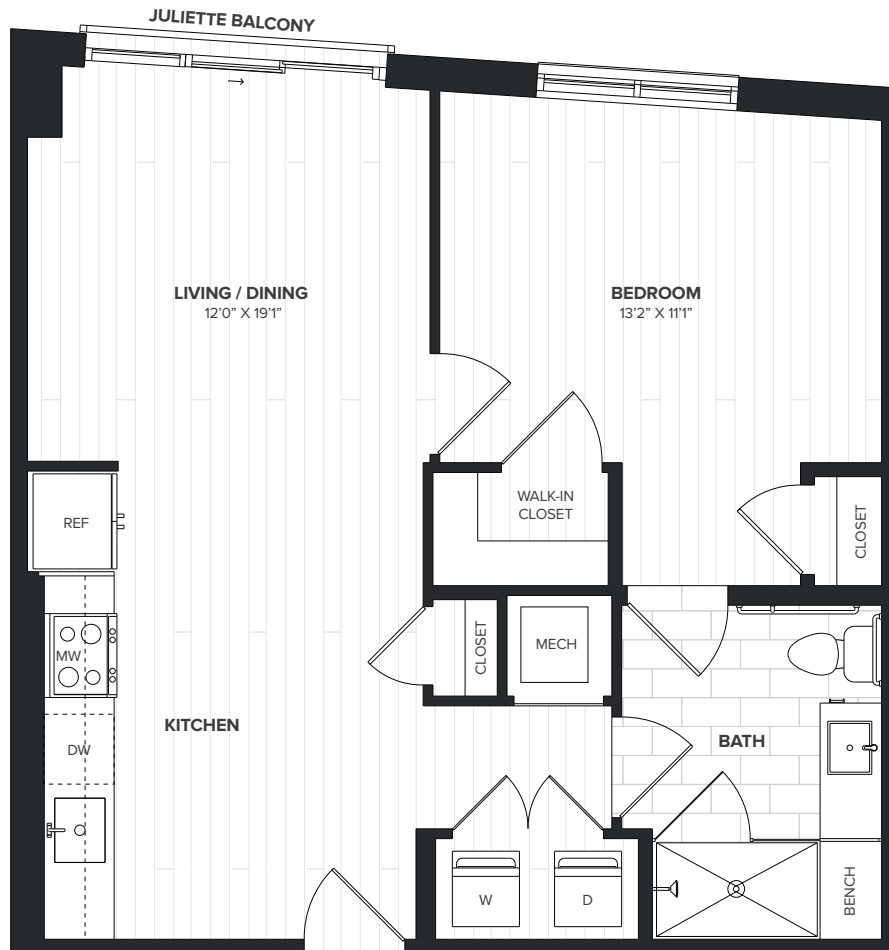 JULIETTE BALCONY
LIVING / DINING
12'0" X 19'1"
BEDROOM
13'2" X 11'1"
WALK-IN
CLOSET
REF
CLOSET
CLOSET
MECH
MW
KITCHEN
BATH
DW
W
D
BENCH